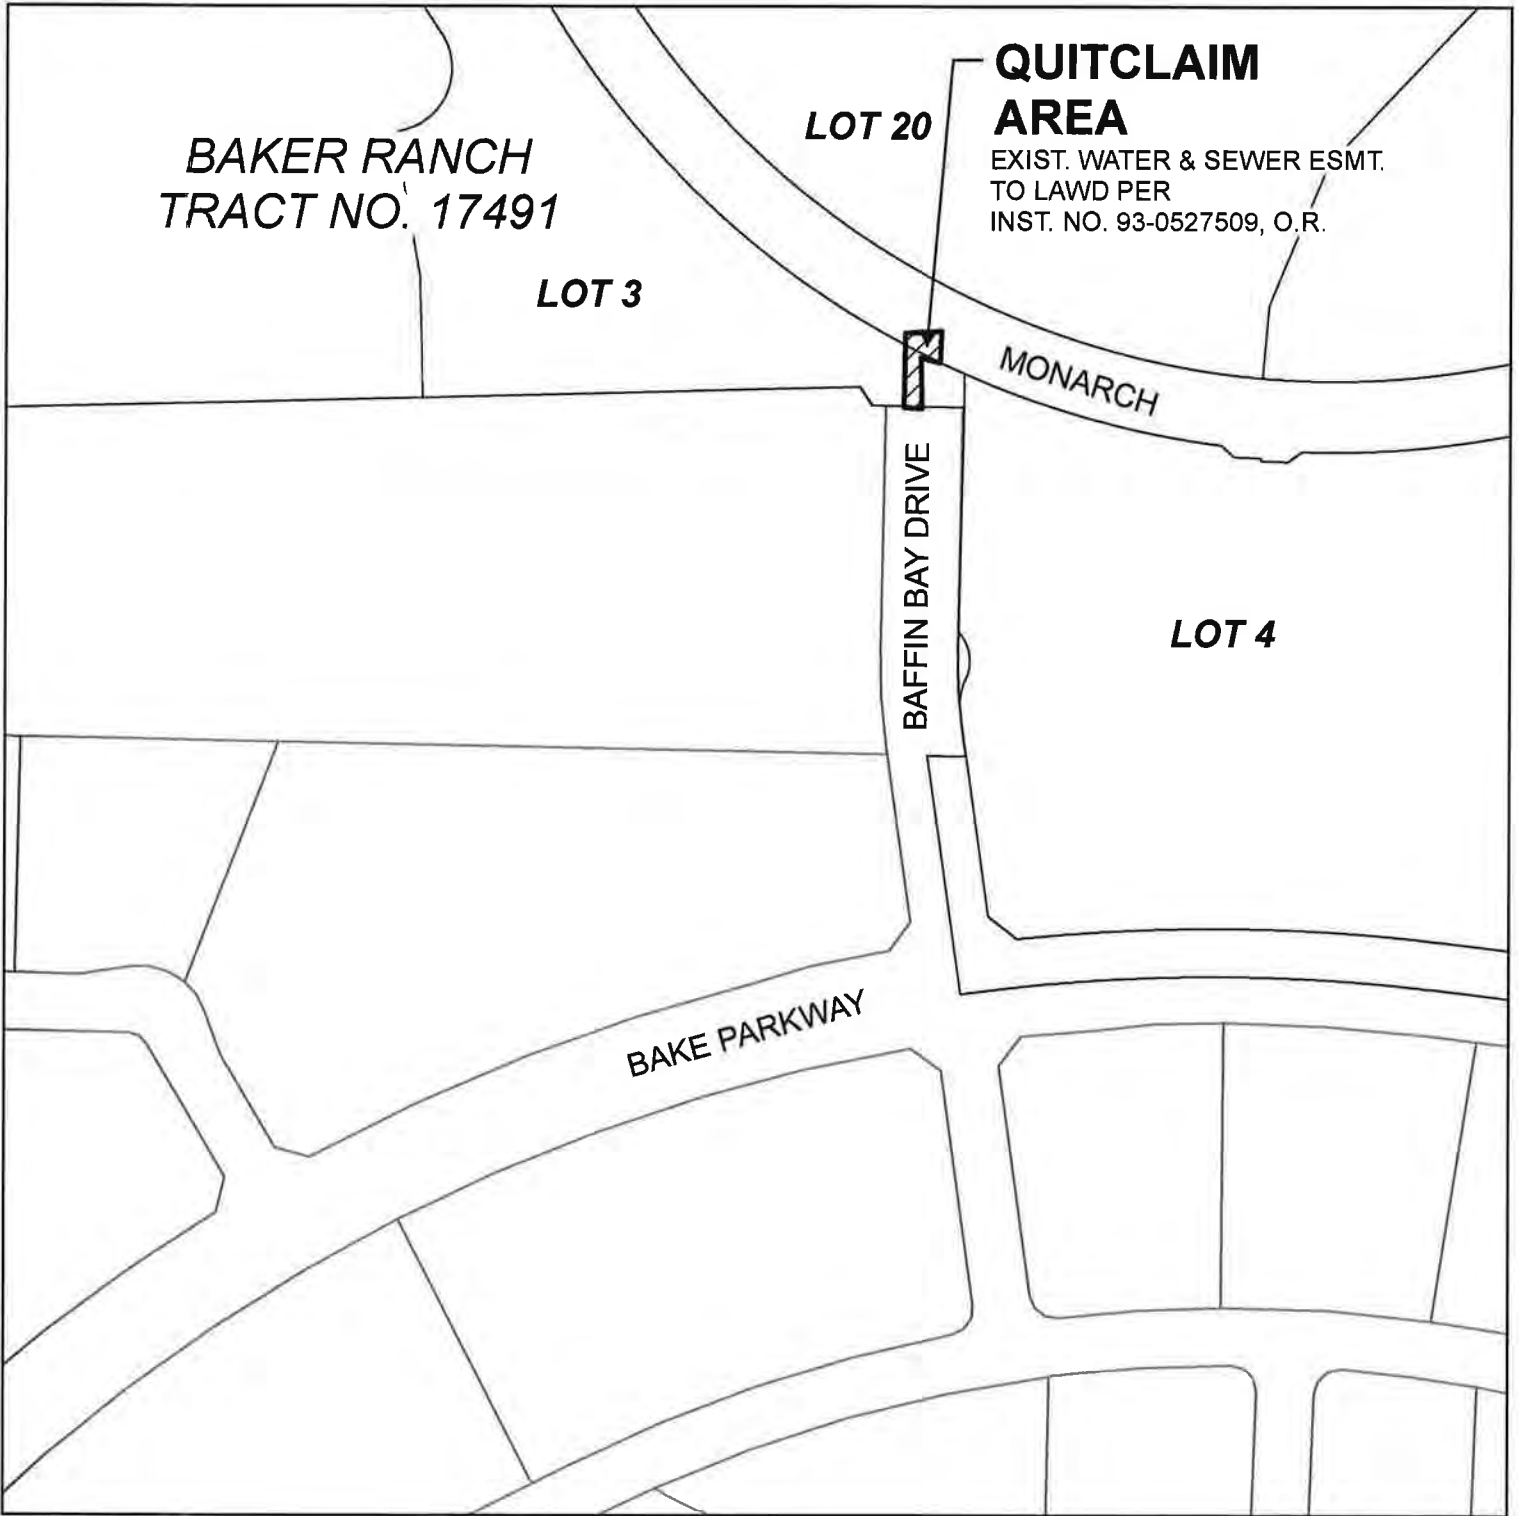 QUITCLAIM
AREA
EXIST. WATER & SEWER ESMT.
TO LAWD PER
INST. NO. 93-0527509, O.R.
LOT 20
BAKER RANCH
TRACT NO. 17491
LOT 3
MONARCH
BAFFIN BAY DRIVE
LOT 4
BAKE PARKWAY